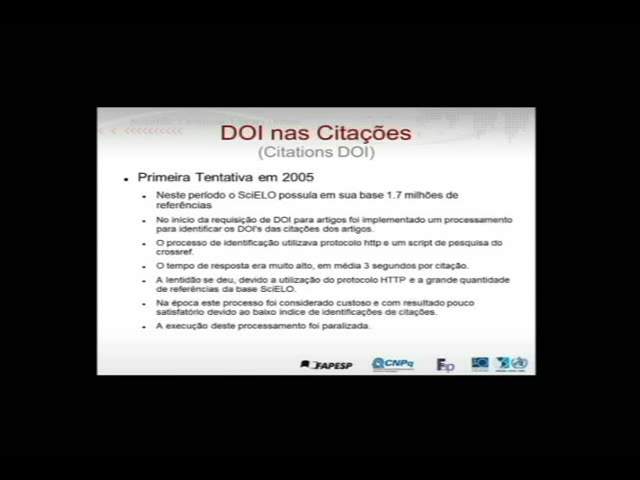 DOI nas Citações
(Citations DOI)
Primeira Tentativa em 2005
Neste período o SciELO possuía em sua base 1.7 milhões de
referências
No início da requisição de DOI para artigos foi implementado um processamento
para identificar os DOI's das citações dos artigos.
O processo de identificação utilizava protocolo http e um script de pesquisa do
crossref.
O tempo de resposta era muito alto, em média 3 segundos por citação.
A lentidão se deu, devido a utilização do protocolo HTTP e a grande quantidade
de referências da base SciELO.
Na época este processo foi considerado custoso e com resultado pouco
satisfatório devido ao baixo índice de identificações de citações.
A execução deste processamento foi paralizada.
FAPESP
CNPq